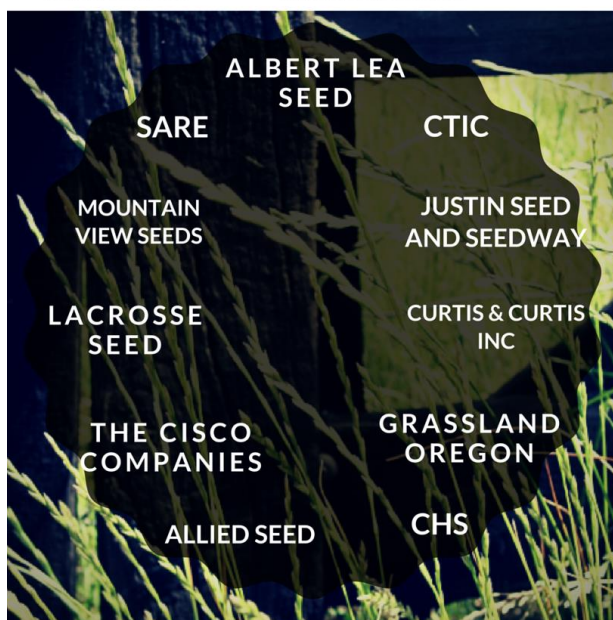 ALBERT LEA
SEED
SARE
CTIC
MOUNTAIN
VIEW SEEDS
JUSTIN SEED
AND SEEDWAY
LACROSSE
SEED
CURTIS & CURTIS
INC
THE CISCO
COMPANIES
GRASSLAND
OREGON
ALLIED SEED
CHS